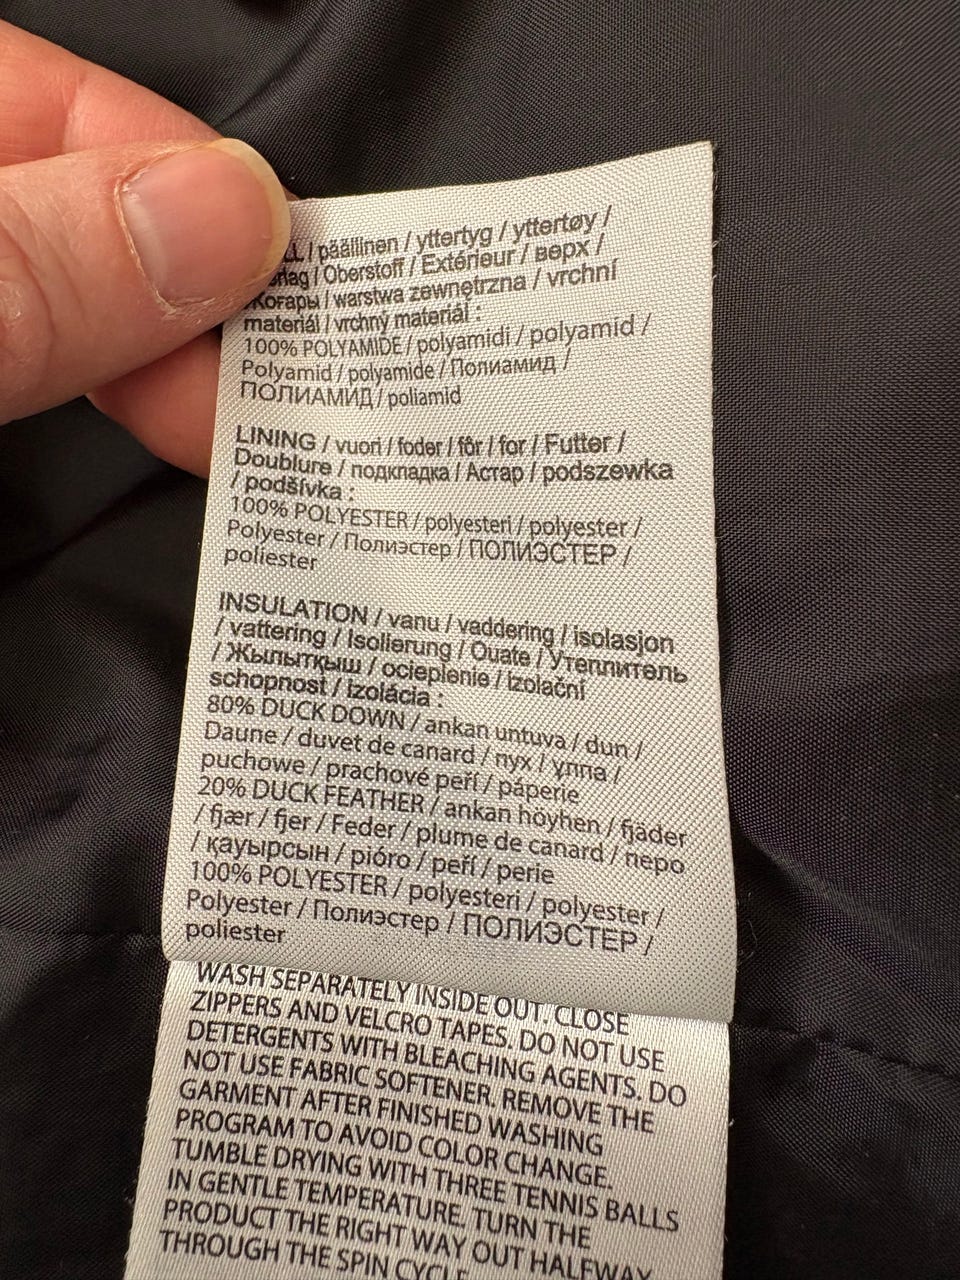 / päällinen / yttertyg / yttertøy /
/ Oberstoff / Extérieur / верх /
Жоғары / warstwa zewnętrzna / vrchní
materiál / vrchný materiál :
100% POLYAMIDE / polyamidi / polyamid /
Polyamid / polyamide / Полиамид /
ПОЛИАМИД / poliamid
LINING / vuori / foder / fôr / for / Futter /
Doublure / подкладка / Астар / podszewka
/ podšívka :
100% POLYESTER / polyesteri / polyester /
Polyester / Полиэстер / ПОЛИЭСТЕР /
poliester
INSULATION / vanu / vaddering / isolasjon
/ vattering / Isolierung / Ouate / Утеплитель
/ Жылытқыш / ocieplenie / izolační
schopnost / izolácia :
80% DUCK DOWN / ankan untuva / dun /
Daune / duvet de canard / пух / ұлпа /
puchowe / prachové peří / páperie
20% DUCK FEATHER / ankan höyhen / fjäder
/ fjær / fjer / Feder / plume de canard / перо
/ қауырсын / pióro / peří / perie
100% POLYESTER / polyesteri / polyester /
Polyester / Полиэстер / ПОЛИЭСТЕР /
poliester
WASH SEPARATELY INSIDE OUT. CLOSE
ZIPPERS AND VELCRO TAPES. DO NOT USE
DETERGENTS WITH BLEACHING AGENTS. DO
NOT USE FABRIC SOFTENER. REMOVE THE
GARMENT AFTER FINISHED WASHING
PROGRAM TO AVOID COLOR CHANGE.
TUMBLE DRYING WITH THREE TENNIS BALLS
IN GENTLE TEMPERATURE. TURN THE
PRODUCT THE RIGHT WAY OUT HALFWAY
THROUGH THE SPIN CYCLE